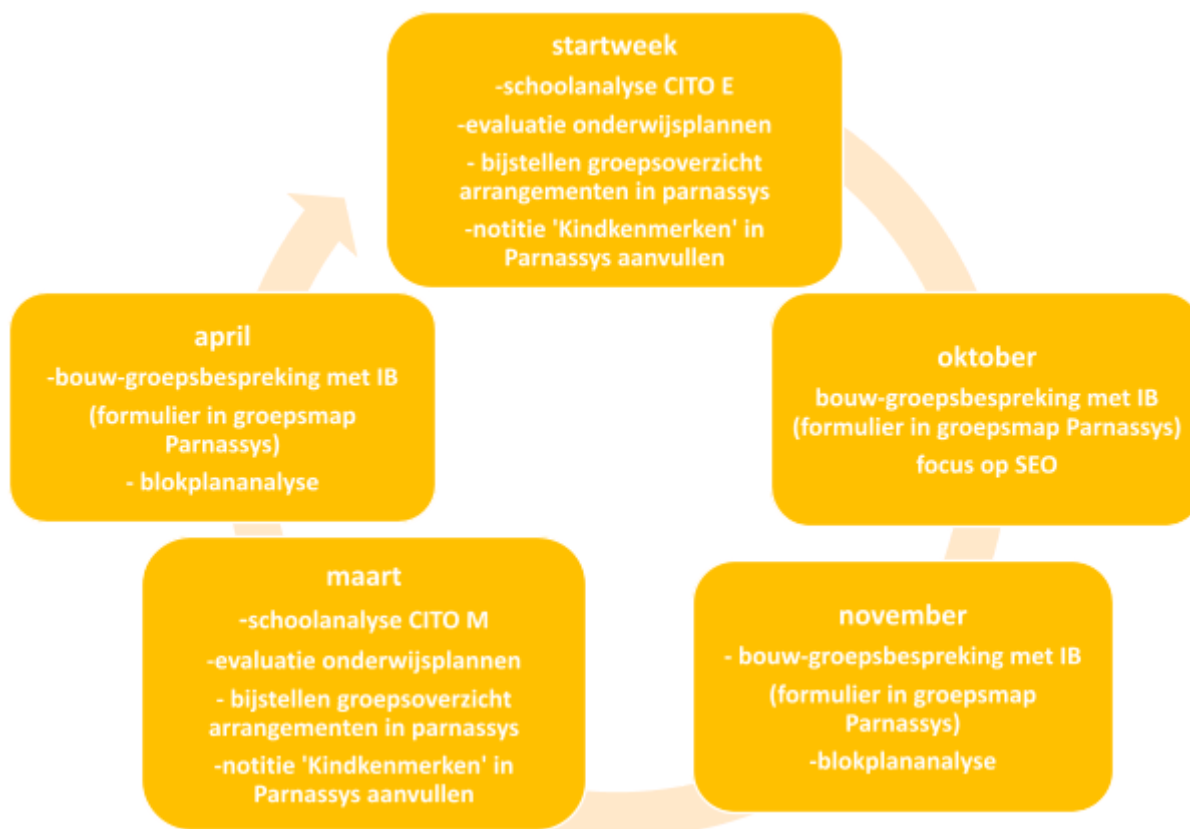 startweek
-schoolanalyse CITO E
-evaluatie onderwijsplannen
- bijstellen groepsoverzicht
arrangementen in parnassys
-notitie 'Kindkenmerken' in
Parnassys aanvullen
oktober
bouw-groepsbespreking met IB
(formulier in groepsmap Parnassys)
focus op SEO
november
- bouw-groepsbespreking met IB
(formulier in groepsmap
Parnassys)
-blokplananalyse
maart
-schoolanalyse CITO M
-evaluatie onderwijsplannen
- bijstellen groepsoverzicht
arrangementen in parnassys
-notitie 'Kindkenmerken' in
Parnassys aanvullen
april
-bouw-groepsbespreking met IB
(formulier in groepsmap
Parnassys)
- blokplananalyse